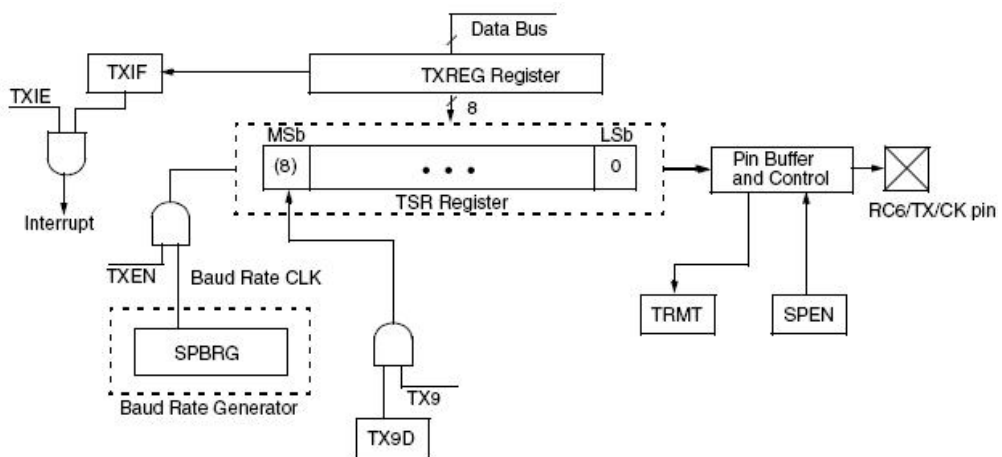 Data Bus
TXIF
TXREG Register
TXIE
8
MSb
LSb
(8)
• • •
0
Pin Buffer
and Control
TSR Register
RC6/TX/CK pin
Interrupt
TXEN
Baud Rate CLK
TRMT
SPEN
SPBRG
TX9
Baud Rate Generator
TX9D